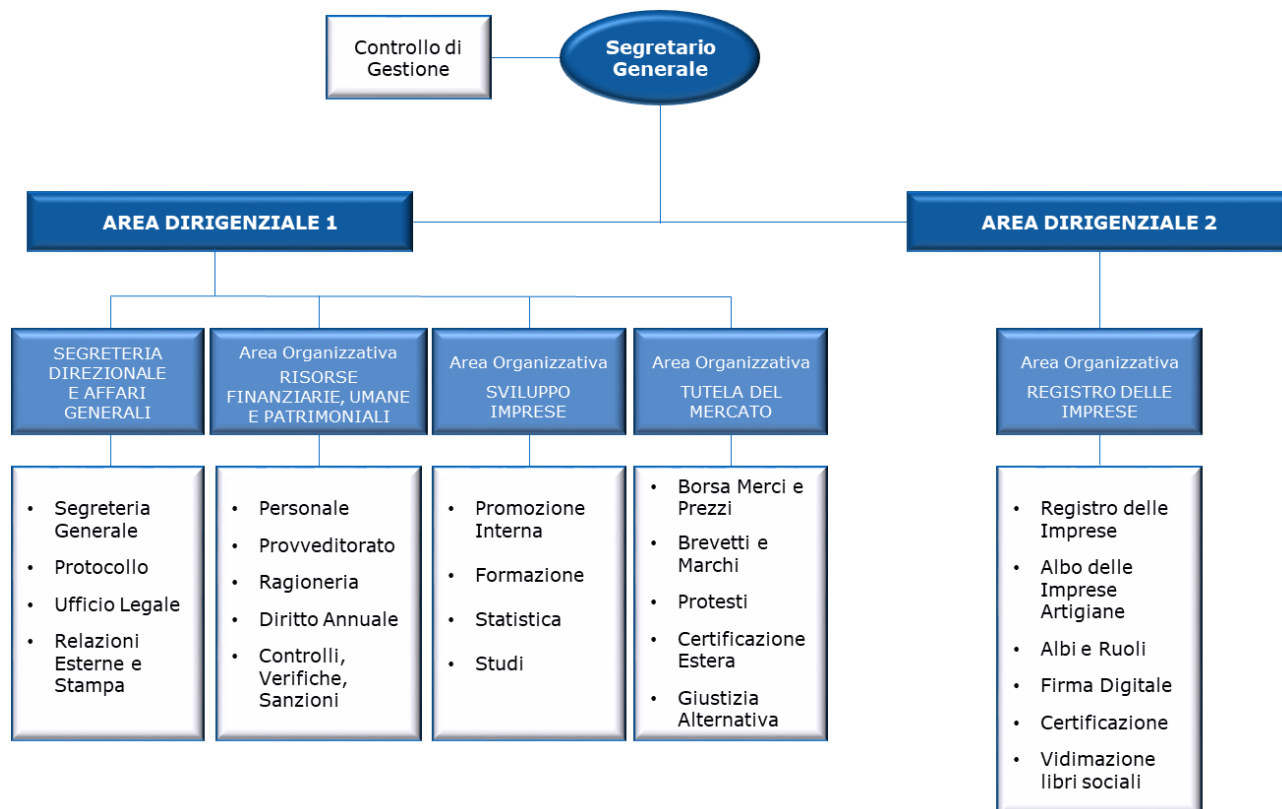 Controllo di
Gestione
Segretario
Generale
AREA DIRIGENZIALE 1
AREA DIRIGENZIALE 2
SEGRETERIA
DIREZIONALE
E AFFARI
GENERALI
Area Organizzativa
RISORSE
FINANZIARIE, UMANE
E PATRIMONIALI
Area Organizzativa
SVILUPPO
IMPRESE
Area Organizzativa
TUTELA DEL
MERCATO
Area Organizzativa
REGISTRO DELLE
IMPRESE
• Segreteria
Generale
• Protocollo
• Ufficio Legale
• Relazioni
Esterne e
Stampa
• Personale
• Provveditorato
• Ragioneria
• Diritto Annuale
• Controlli,
Verifiche,
Sanzioni
• Promozione
Interna
• Formazione
• Statistica
• Studi
• Borsa Merci e
Prezzi
• Brevetti e
Marchi
• Protesti
• Certificazione
Estera
• Giustizia
Alternativa
• Registro delle
Imprese
• Albo delle
Imprese
Artigiane
• Albi e Ruoli
• Firma Digitale
• Certificazione
• Vidimazione
libri sociali